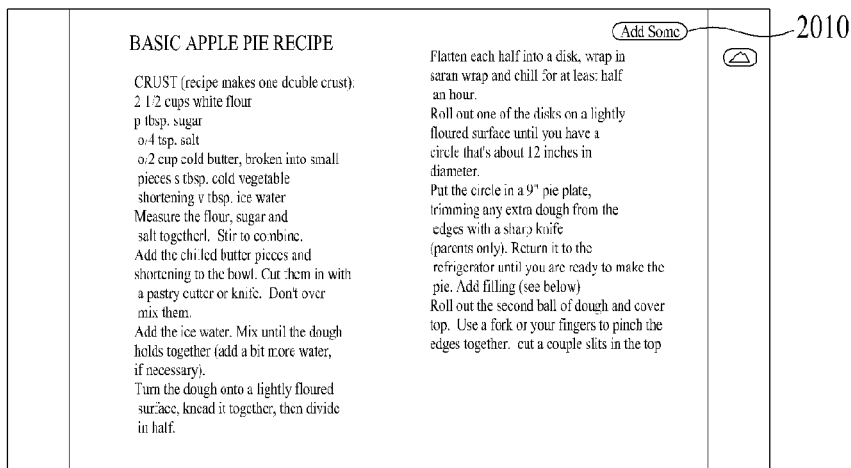 BASIC APPLE PIE RECIPE
CRUST (recipe makes one double crust):
2 1/2 cups white flour
p tbsp. sugar
o/4 tsp. salt
o/2 cup cold butter, broken into small
pieces s tbsp. cold vegetable
shortening v tbsp. ice water
Measure the flour, sugar and
salt togetherl. Stir to combine.
Add the chilled butter pieces and
shortening to the bowl. Cut them in with
a pastry cutter or knife. Don't over
mix them.
Add the ice water. Mix until the dough
holds together (add a bit more water,
if necessary).
Turn the dough onto a lightly floured
surface, knead it together, then divide
in half.
Add Some
2010
Flatten each half into a disk, wrap in
saran wrap and chill for at least half
an hour.
Roll out one of the disks on a lightly
floured surface until you have a
circle that's about 12 inches in
diameter.
Put the circle in a 9" pie plate,
trimming any extra dough from the
edges with a sharp knife
(parents only). Return it to the
refrigerator until you are ready to make the
pie. Add filling (see below)
Roll out the second ball of dough and cover
top. Use a fork or your fingers to pinch the
edges together. cut a couple slits in the top